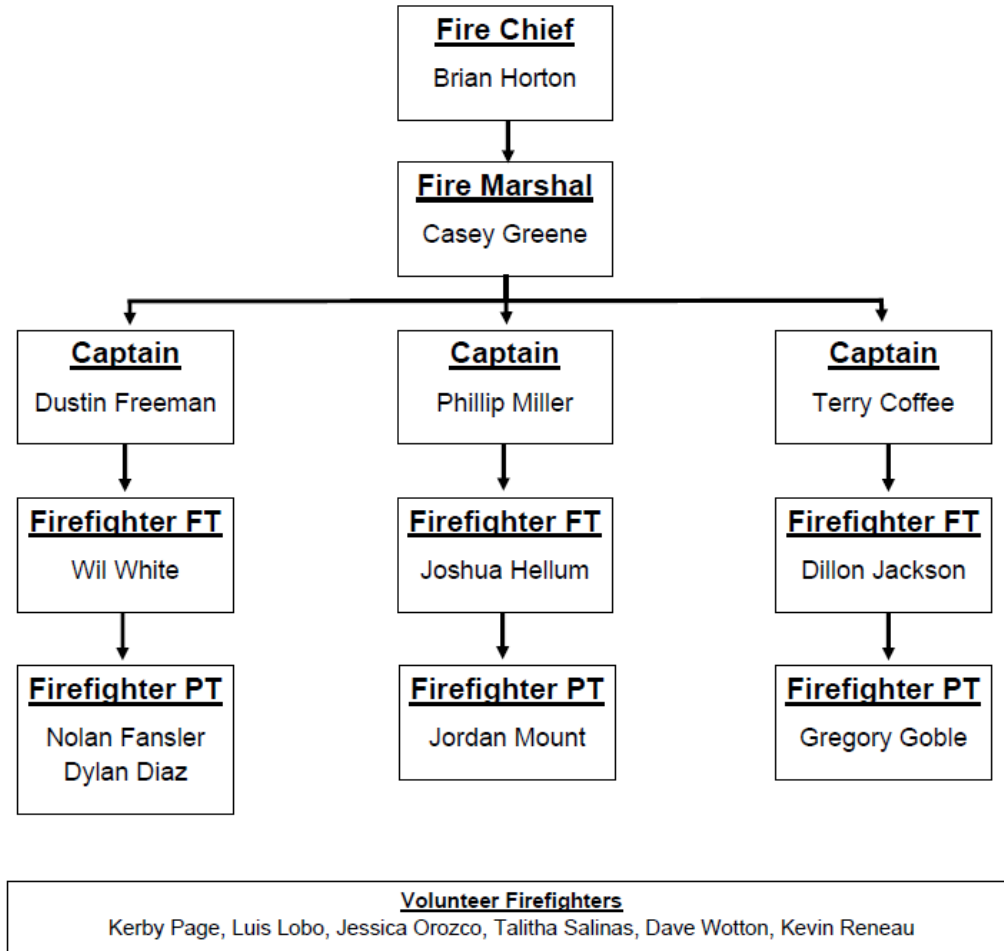 Fire Chief
Brian Horton
Fire Marshal
Casey Greene
Captain
Dustin Freeman
Captain
Phillip Miller
Captain
Terry Coffee
Firefighter FT
Wil White
Firefighter FT
Joshua Hellum
Firefighter FT
Dillon Jackson
Firefighter PT
Nolan Fansler
Dylan Diaz
Firefighter PT
Jordan Mount
Firefighter PT
Gregory Goble
Volunteer Firefighters
Kerby Page, Luis Lobo, Jessica Orozco, Talitha Salinas, Dave Wotton, Kevin Reneau